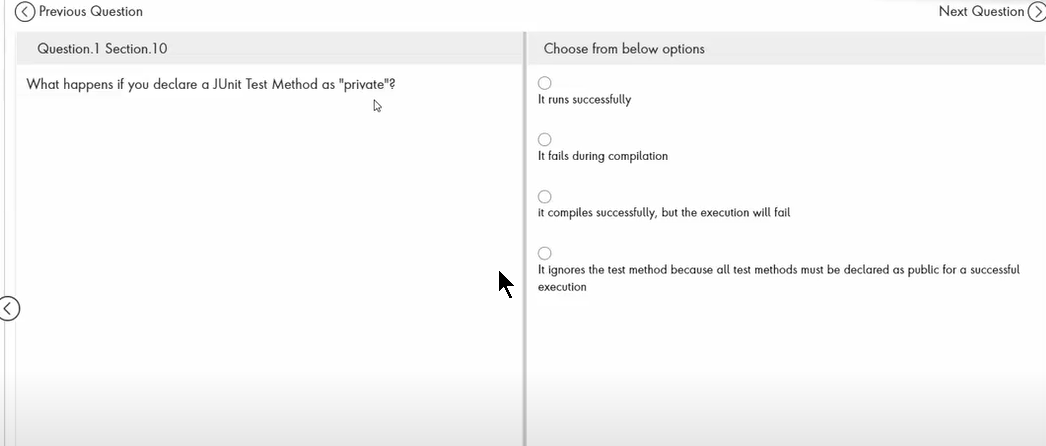 Previous Question
Next Question
Question.1 Section.10
Choose from below options
What happens if you declare a JUnit Test Method as "private"?
It runs successfully
It fails during compilation
it compiles successfully, but the execution will fail
It ignores the test method because all test methods must be declared as public for a successful
execution